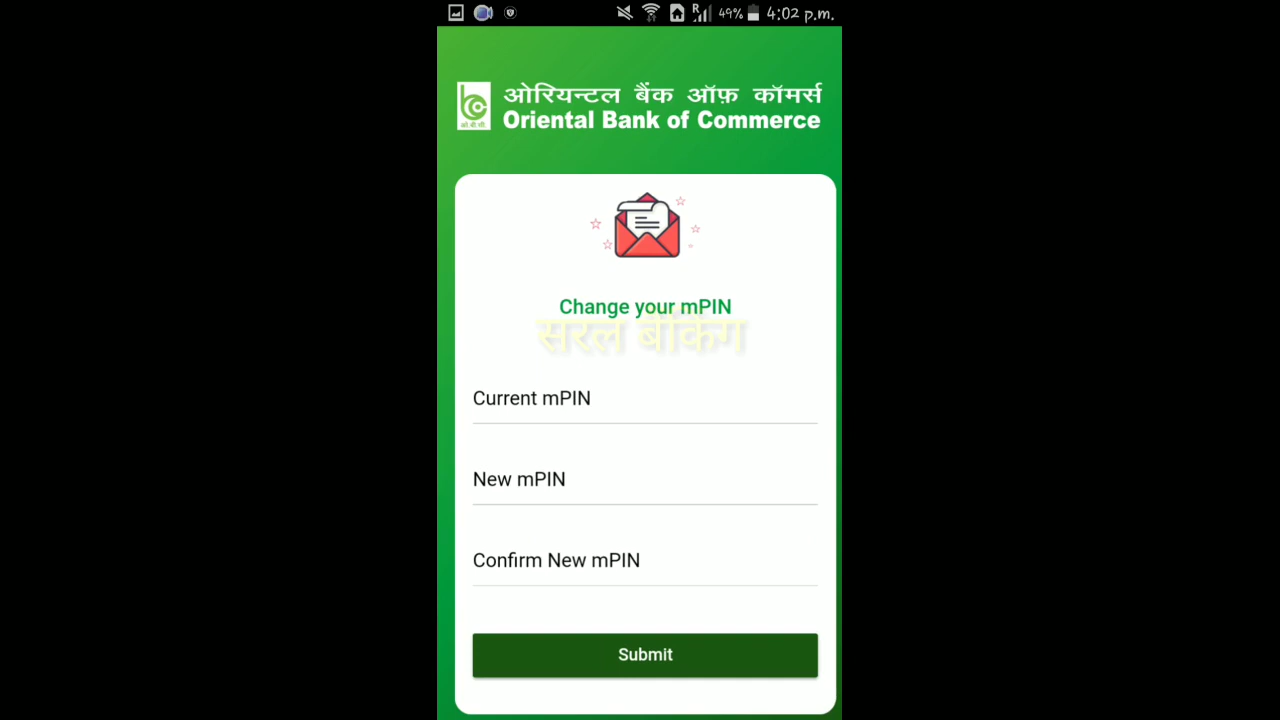 R 49% 4:02 p.m.
ओरियन्टल बैंक ऑफ़ कॉमर्स
Oriental Bank of Commerce
ओ.बी.सी.
Change your mPIN
सरल बैंकिंग
Current mPIN
New mPIN
Confirm New mPIN
Submit